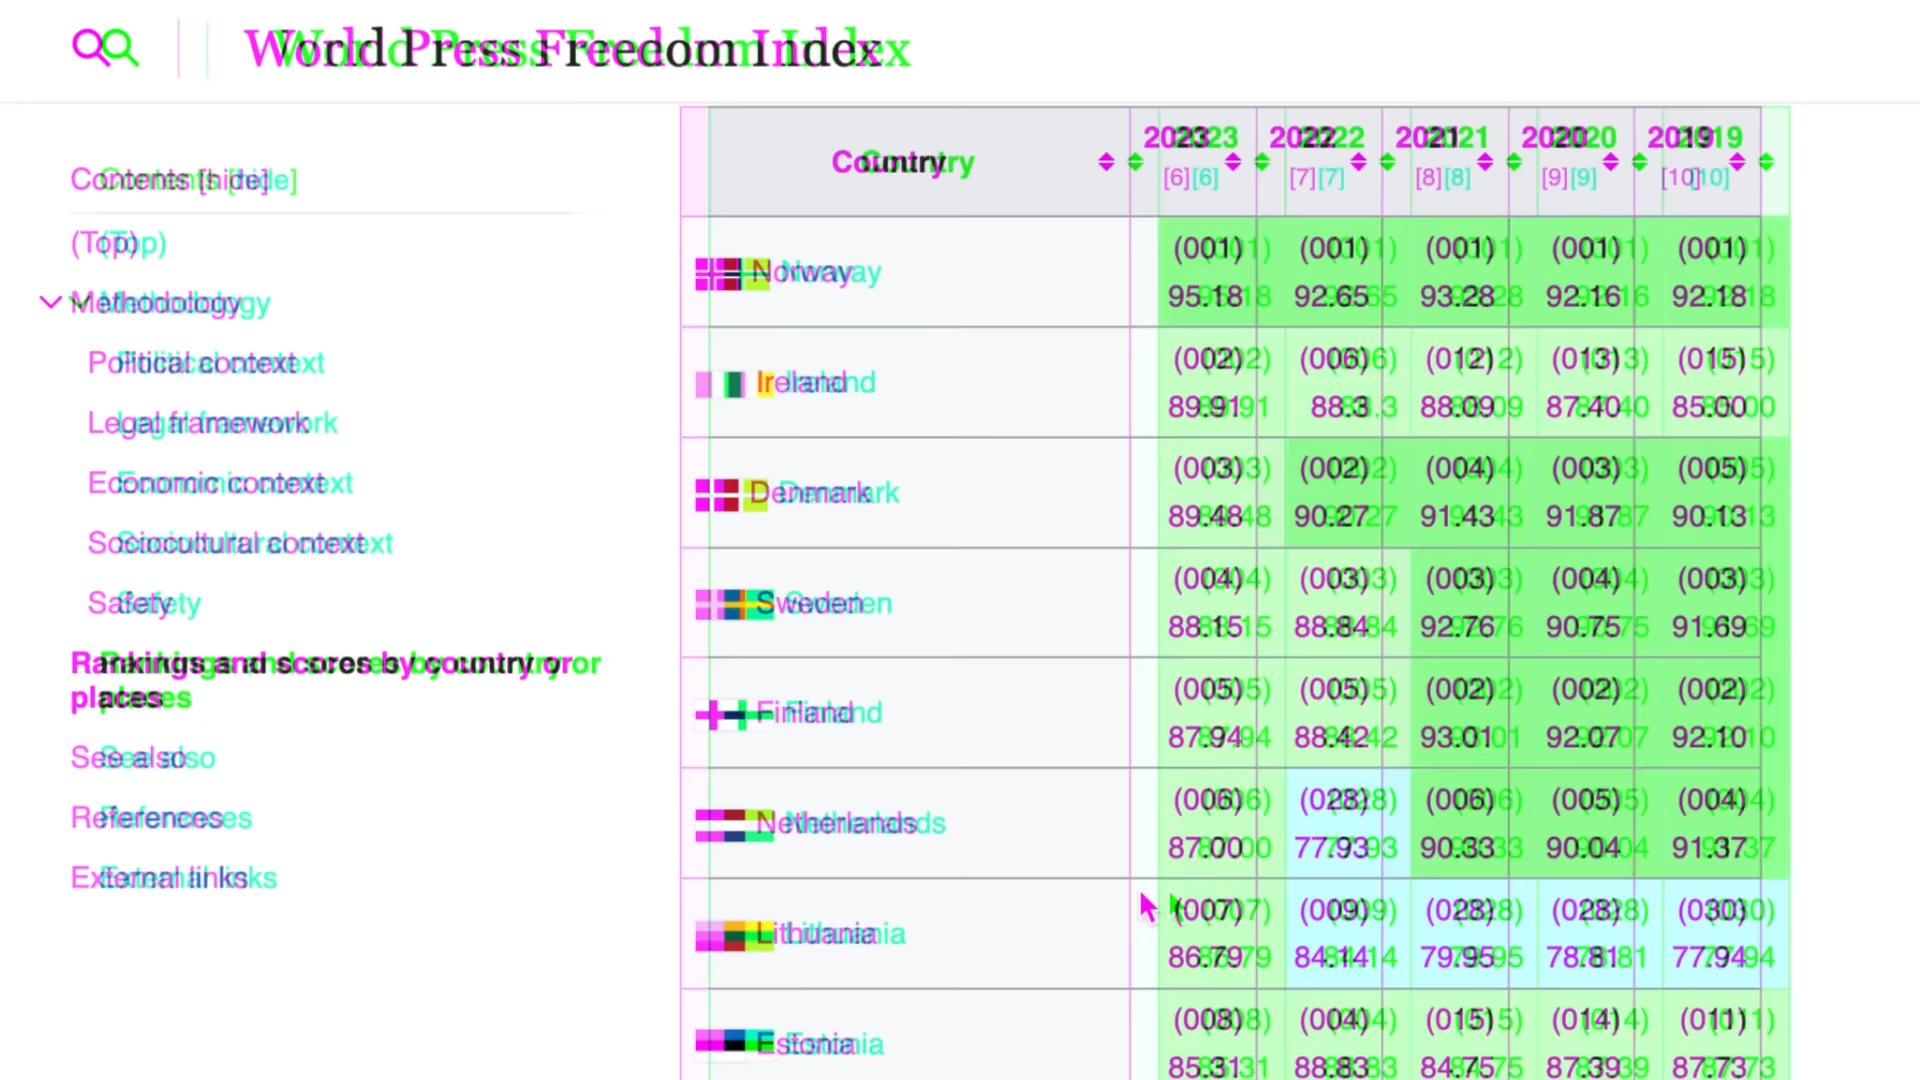 World Press Freedom Index
Contents [hide]
(Top)
Methodology
Political context
Legal framework
Economic context
Sociocultural context
Safety
Rankings and scores by country or
places
See also
References
External links
Country 2023 2022 2021 2020 2019
[6] [7] [8] [9] [10]
Norway (001) (001) (001) (001) (001)
95.18 92.65 93.28 92.16 92.18
Ireland (002) (006) (012) (013) (015)
89.91 88.3 88.09 87.40 85.00
Denmark (003) (002) (004) (003) (005)
89.48 90.27 91.43 91.87 90.13
Sweden (004) (003) (003) (004) (003)
88.15 88.84 92.76 90.75 91.69
Finland (005) (005) (002) (002) (002)
87.94 88.42 93.01 92.07 92.10
Netherlands (006) (028) (006) (005) (004)
87.00 77.93 90.33 90.04 91.37
Lithuania (007) (009) (028) (028) (030)
86.79 84.14 79.95 78.81 77.94
Estonia (008) (004) (015) (014) (011)
85.31 88.83 84.75 87.39 87.73